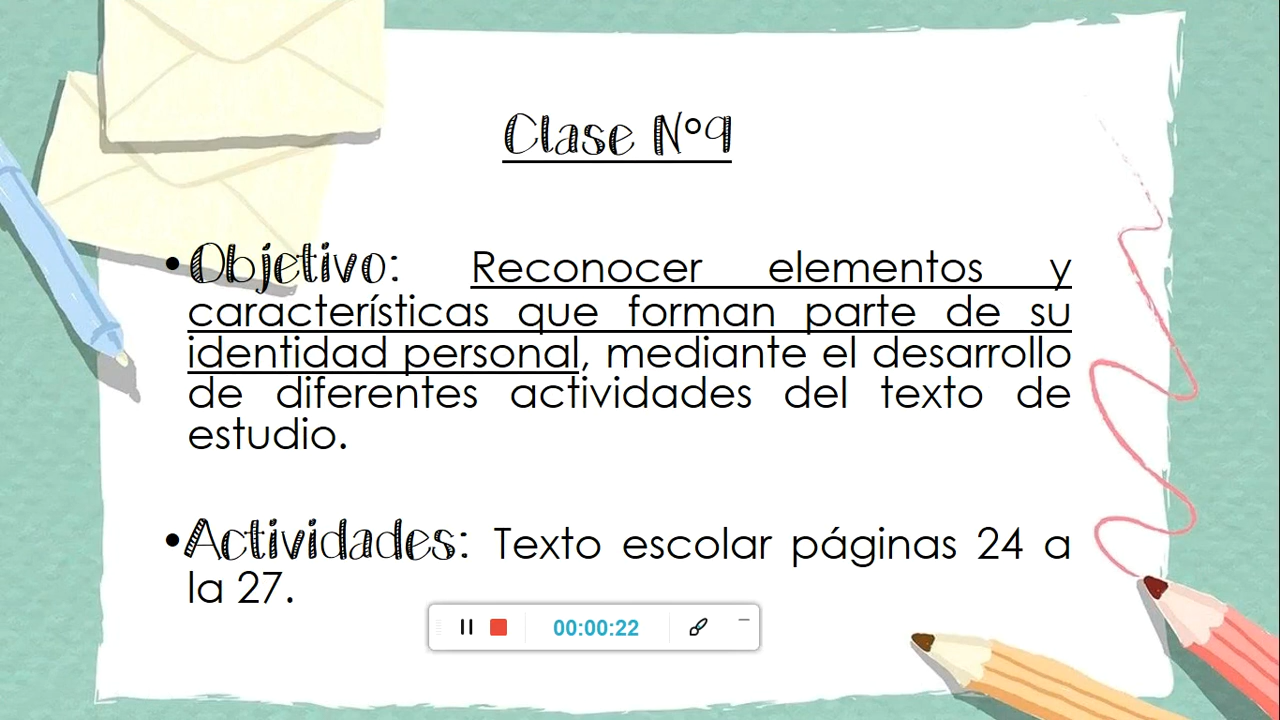 Clase N°9
•Objetivo: Reconocer elementos y
características que forman parte de su
identidad personal, mediante el desarrollo
de diferentes actividades del texto de
estudio.
•Actividades: Texto escolar páginas 24 a
la 27.
00:00:22